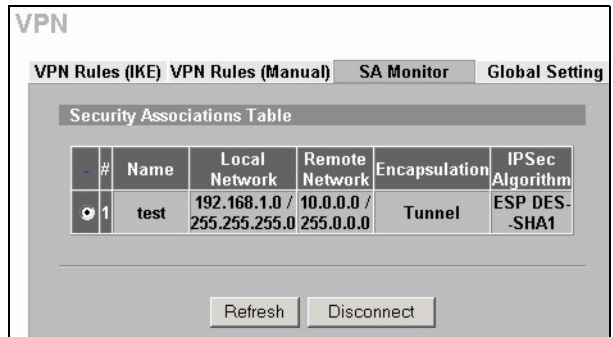 VPN
VPN Rules (IKE) VPN Rules (Manual) SA Monitor Global Setting
Security Associations Table
- # Name Local Network Remote Network Encapsulation IPSec Algorithm
1 test 192.168.1.0 / 255.255.255.0 10.0.0.0 / 255.0.0.0 Tunnel ESP DES--SHA1
Refresh Disconnect